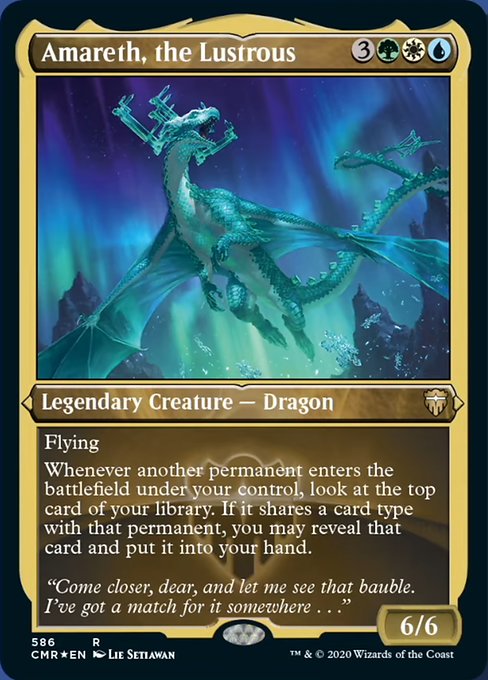 Amareth, the Lustrous 3
Legendary Creature — Dragon
Flying
Whenever another permanent enters the
battlefield under your control, look at the top
card of your library. If it shares a card type
with that permanent, you may reveal that
card and put it into your hand.
“Come closer, dear, and let me see that bauble.
I’ve got a match for it somewhere . . .”
6/6
586 R
CMR★EN Lie Setiawan
™ & © 2020 Wizards of the Coast